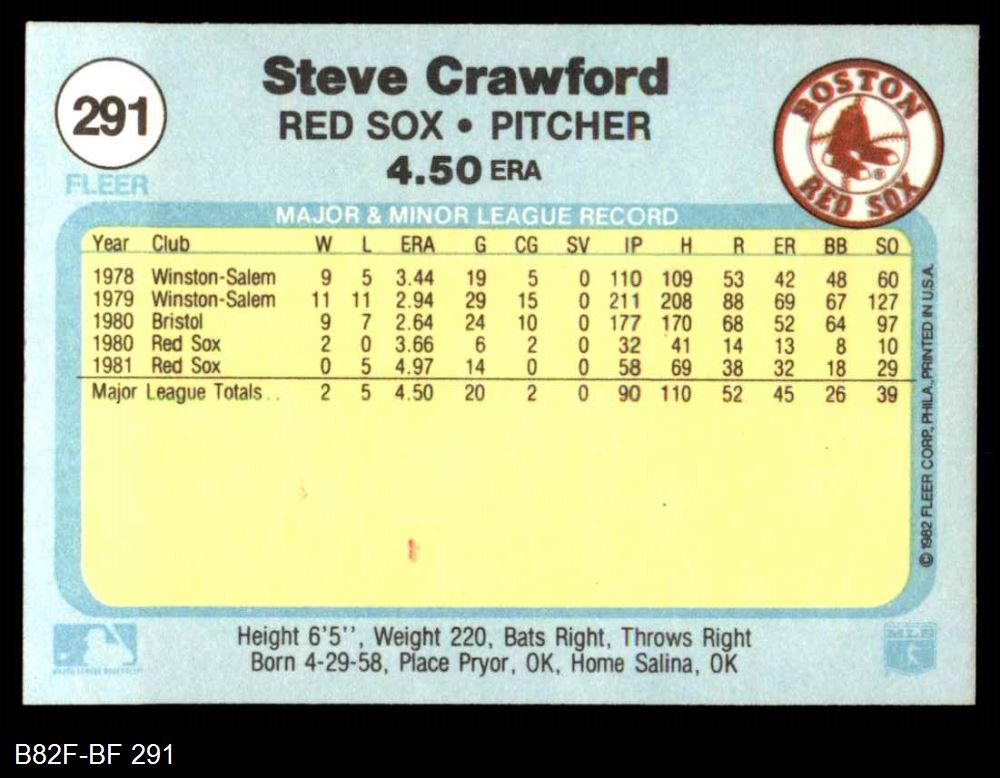 291
FLEER
Steve Crawford
RED SOX • PITCHER
4.50 ERA
BOSTON
RED SOX
®
MAJOR & MINOR LEAGUE RECORD
Year Club W L ERA G CG SV IP H R ER BB SO
1978 Winston-Salem 9 5 3.44 19 5 0 110 109 53 42 48 60
1979 Winston-Salem 11 11 2.94 29 15 0 211 208 88 69 67 127
1980 Bristol 9 7 2.64 24 10 0 177 170 68 52 64 97
1980 Red Sox 2 0 3.66 6 2 0 32 41 14 13 8 10
1981 Red Sox 0 5 4.97 14 0 0 58 69 38 32 18 29
Major League Totals . . 2 5 4.50 20 2 0 90 110 52 45 26 39
© 1982 FLEER CORP., PHILA., PRINTED IN U.S.A.
Height 6'5'', Weight 220, Bats Right, Throws Right
Born 4-29-58, Place Pryor, OK, Home Salina, OK
B82F-BF 291